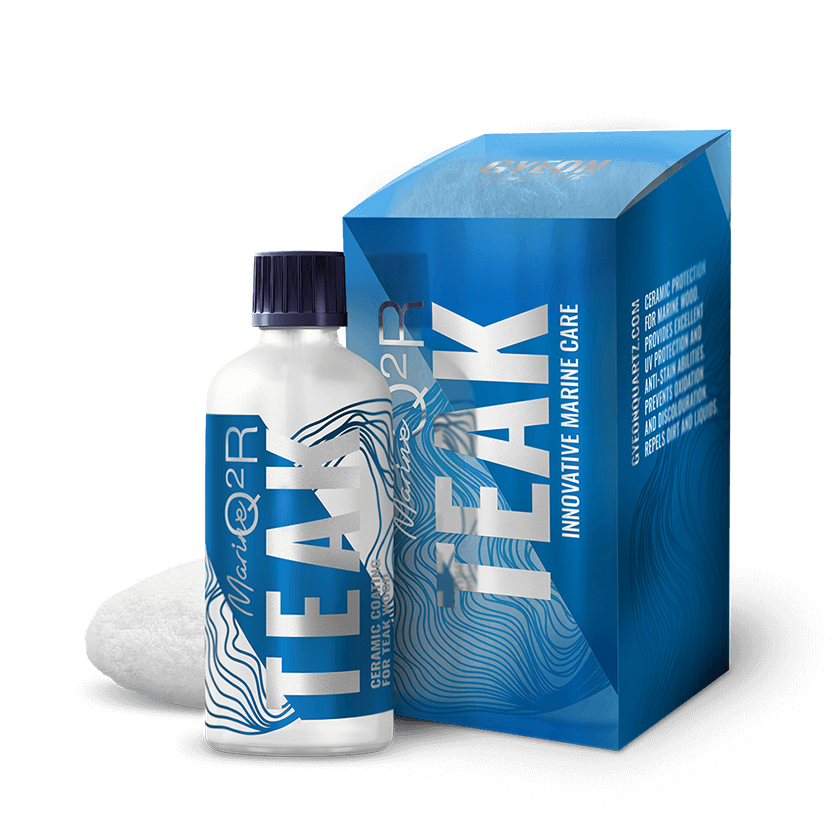 GYEON
Marine Q²R
TEAK
CERAMIC COATING
FOR TEAK WOOD
Marine Q²R
TEAK
INNOVATIVE MARINE CARE
GYEONQUARTZ.COM
CERAMIC PROTECTION
FOR MARINE WOOD.
PROVIDES EXCELLENT
UV PROTECTION AND
ANTI-STAIN ABILITIES.
PREVENTS OXIDATION
AND DISCOLOURATION.
REPELS DIRT AND LIQUIDS.